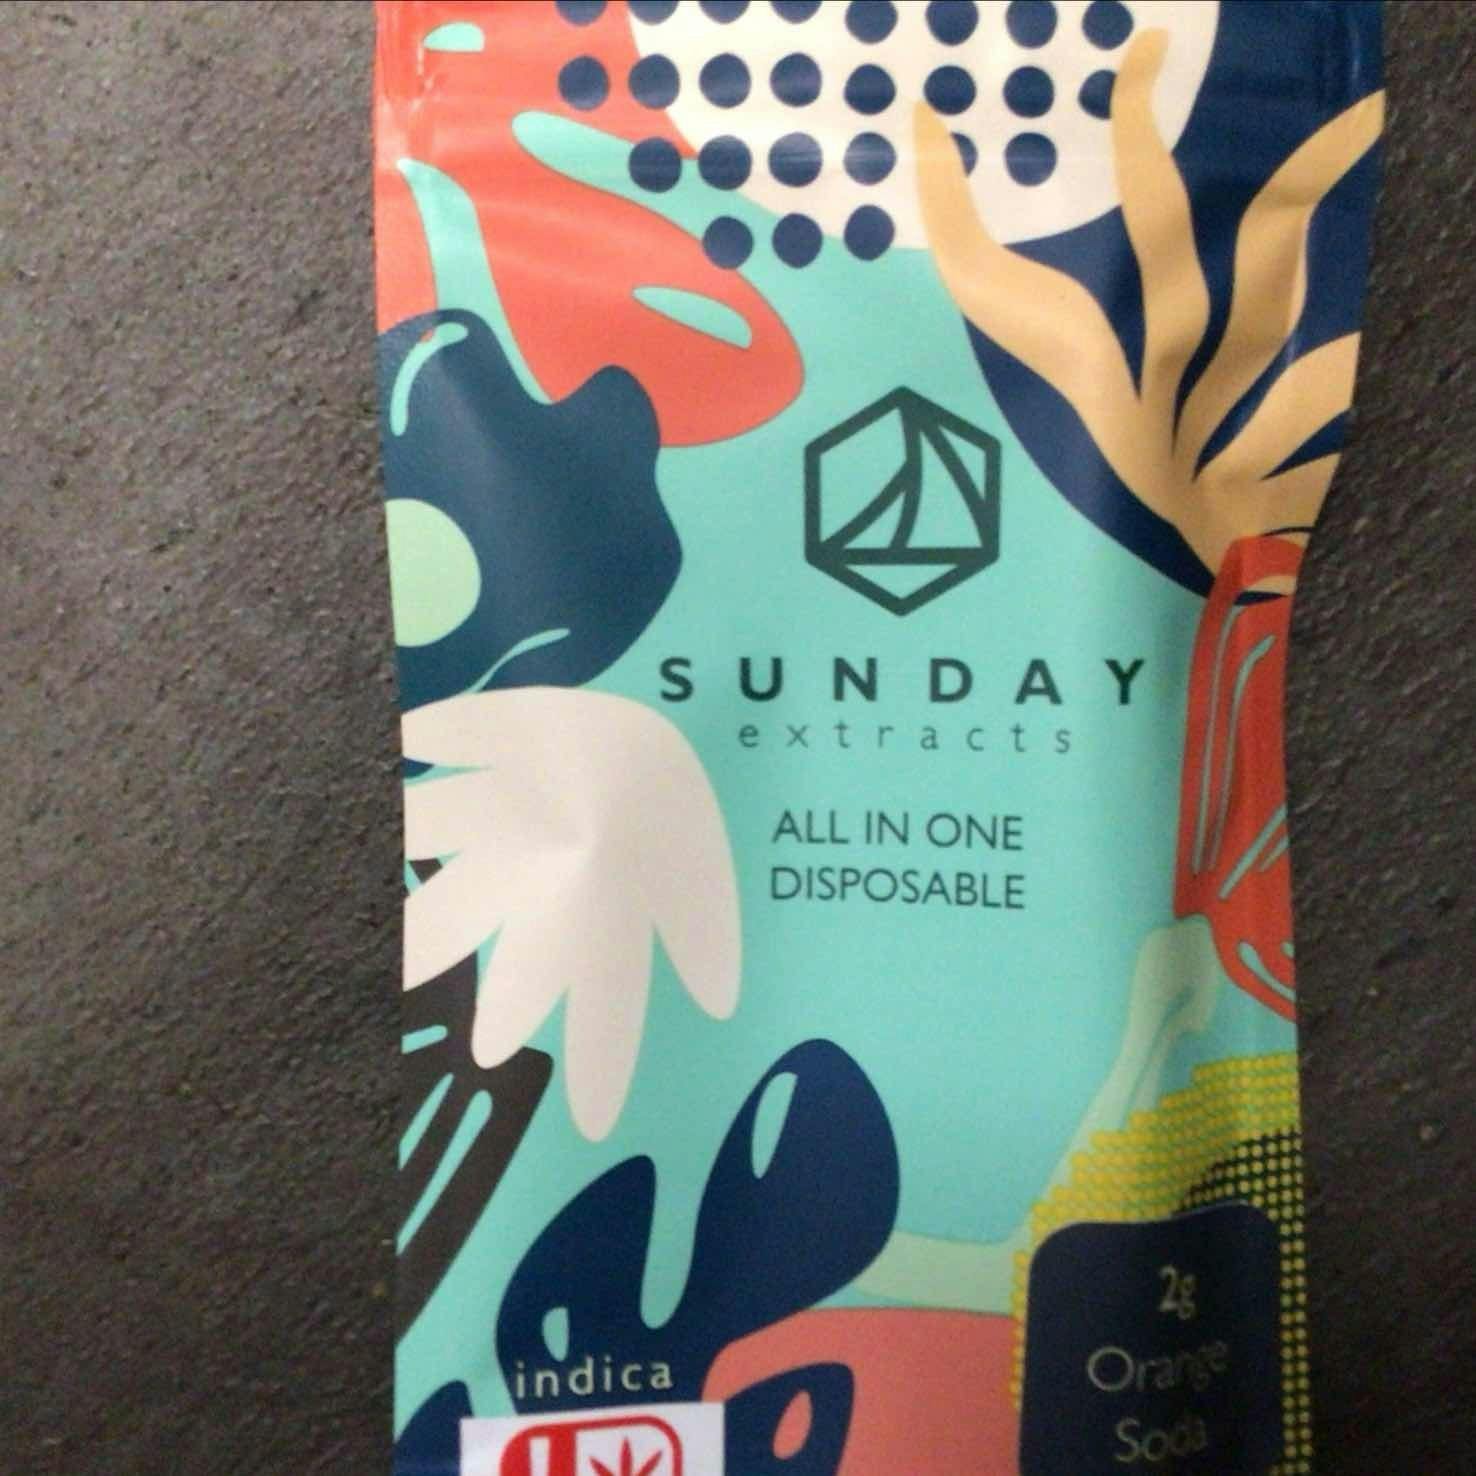 SUNDAY
extracts
ALL IN ONE
DISPOSABLE
indica
2g
Orange
Soda